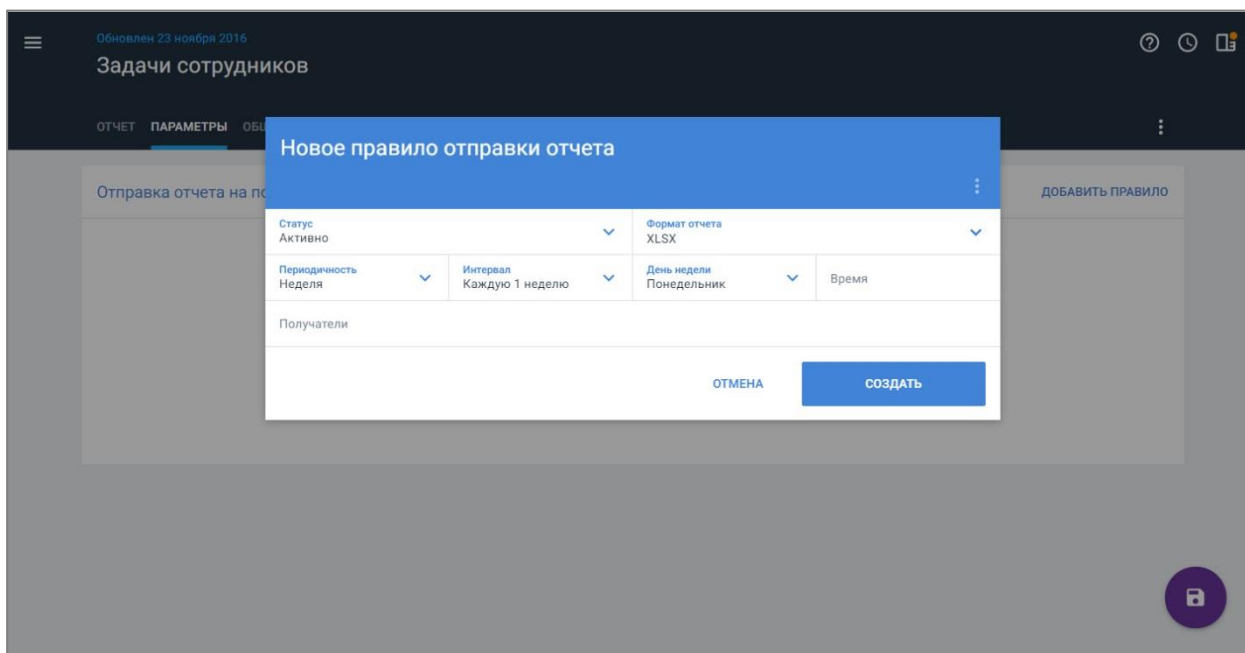 Обновлен 23 ноября 2016
Задачи сотрудников
ОТЧЕТ ПАРАМЕТРЫ
Новое правило отправки отчета
Отправка отчета на
ДОБАВИТЬ ПРАВИЛО
Статус
Активно
Формат отчета
XLSX
Периодичность
Неделя
Интервал
Каждую 1 неделю
День недели
Понедельник
Время
Получатели
ОТМЕНА
СОЗДАТЬ